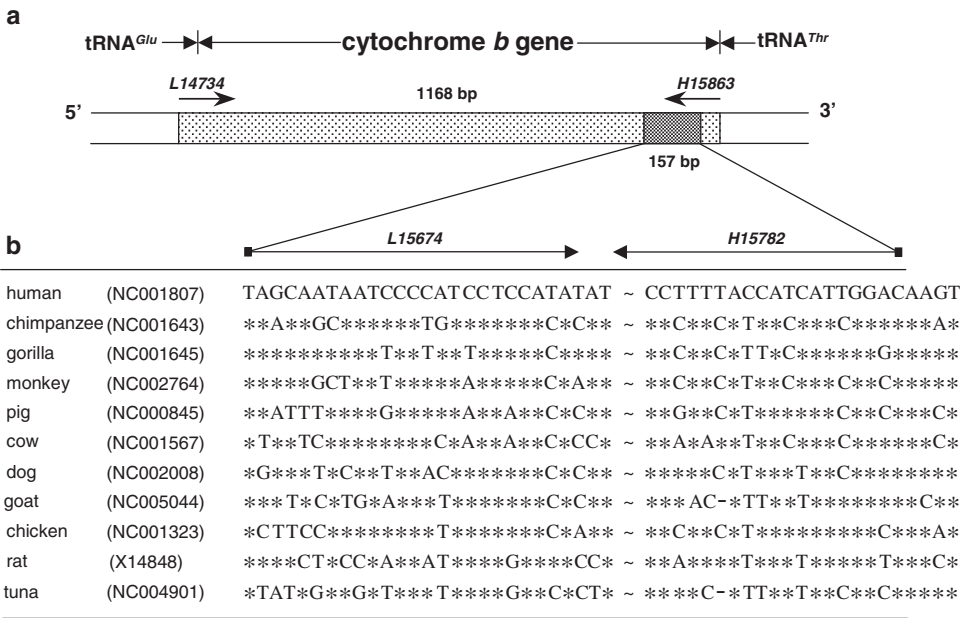 a
tRNAGlu cytochrome b gene tRNAThr
L14734 1168 bp H15863
5' 3'
157 bp
b L15674 H15782
human (NC001807) TAGCAATAATCCCCATCCTCCATATAT ~ CCTTTTACCATCATTGGACAAGT
chimpanzee (NC001643) **A**GC******TG*******C*C** ~ **C**C*T**C***C******A*
gorilla (NC001645) **********T**T**T*****C**** ~ **C**C*TT*C******G*****
monkey (NC002764) *****GCT**T*****A*****C*A** ~ **C**C*T**C***C**C*****
pig (NC000845) **ATTT****G*****A**A**C*C** ~ **G**C*T******C**C***C*
cow (NC001567) *T**TC********C*A**A**C*CC* ~ **A*A**T**C***C******C*
dog (NC002008) *G***T*C**T**AC*******C*C** ~ *****C*T***T**C********
goat (NC005044) ***T*C*TG*A***T*******C*C** ~ ***AC-*TT**T********C**
chicken (NC001323) *CTTCC********T*******C*A** ~ **C**C*T********C***A*
rat (X14848) ****CT*CC*A**AT****G****CC* ~ **A****T***T*****T***C*
tuna (NC004901) *TAT*G**G*T***T****G**C*CT* ~ ****C-*TT**T**C**C*****